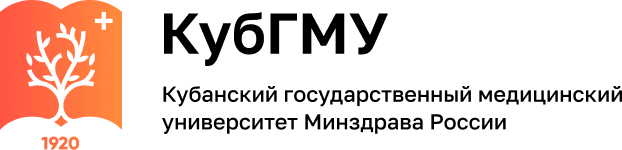 КубГМУ
Кубанский государственный медицинский
университет Минздрава России
1920